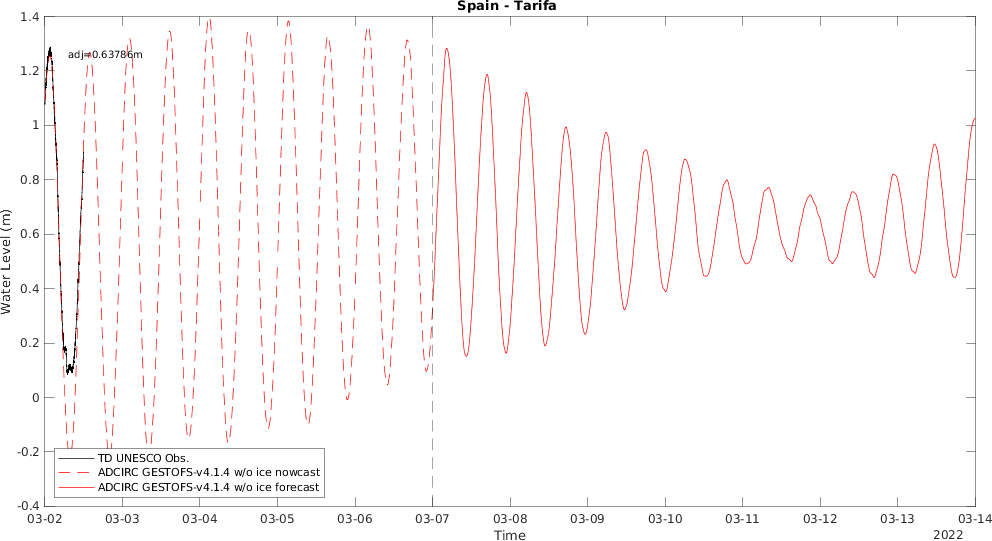 Spain - Tarifa
1.4
1.2
1
0.8
0.6
0.4
0.2
0
-0.2
-0.4
Water Level (m)
adj=0.63786m
TD UNESCO Obs.
ADCIRC GESTOFS-v4.1.4 w/o ice nowcast
ADCIRC GESTOFS-v4.1.4 w/o ice forecast
03-02 03-03 03-04 03-05 03-06 03-07 03-08 03-09 03-10 03-11 03-12 03-13 03-14
Time
2022